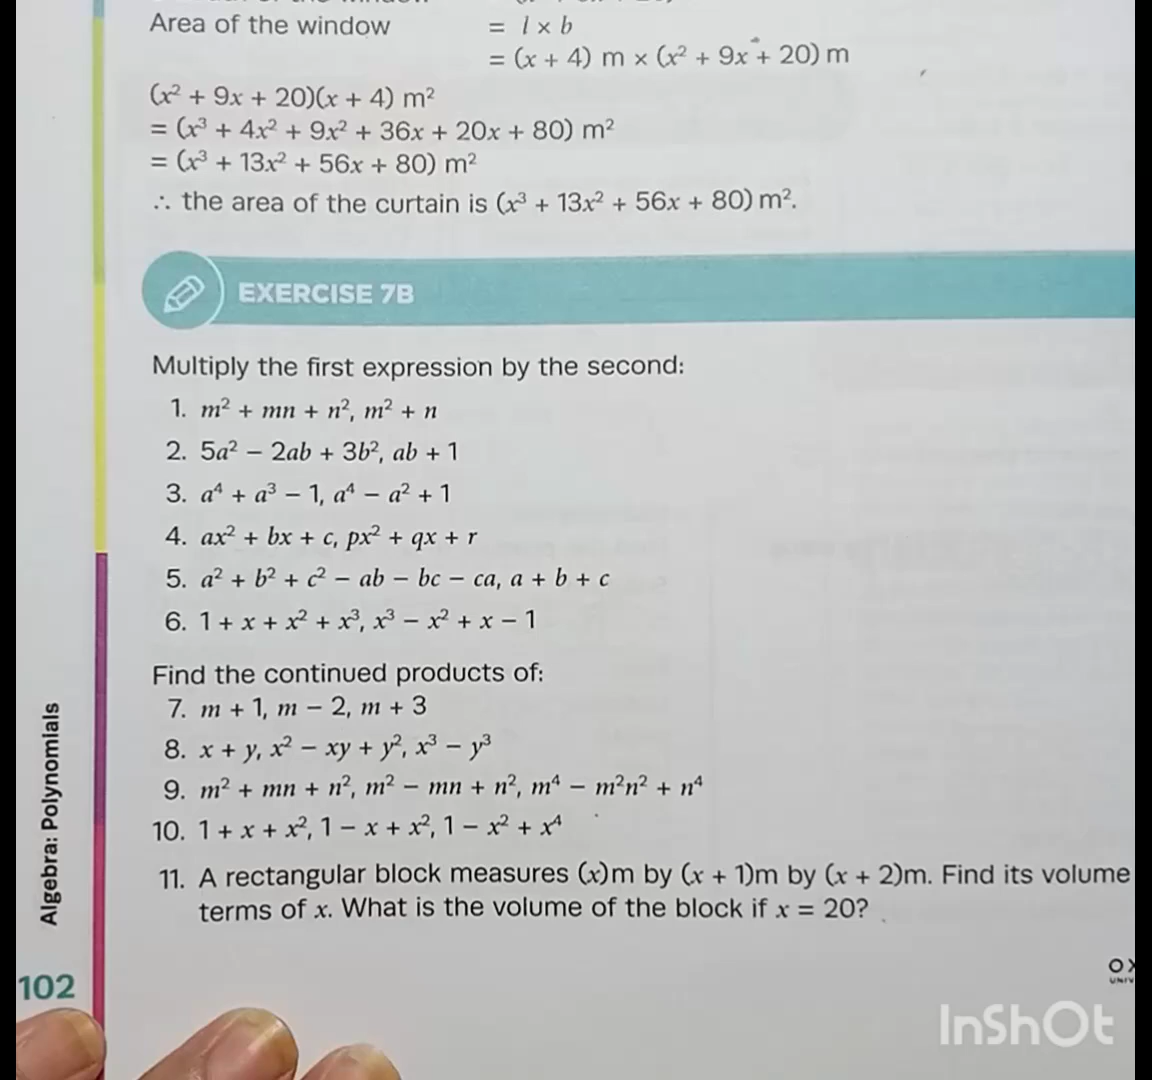 Area of the window = l × b
= (x + 4) m × (x² + 9x + 20) m
(x² + 9x + 20)(x + 4) m²
= (x³ + 4x² + 9x² + 36x + 20x + 80) m²
= (x³ + 13x² + 56x + 80) m²
∴ the area of the curtain is (x³ + 13x² + 56x + 80) m².
EXERCISE 7B
Multiply the first expression by the second:
1. m² + mn + n², m² + n
2. 5a² − 2ab + 3b², ab + 1
3. a⁴ + a³ − 1, a⁴ − a² + 1
4. ax² + bx + c, px² + qx + r
5. a² + b² + c² − ab − bc − ca, a + b + c
6. 1 + x + x² + x³, x³ − x² + x − 1
Find the continued products of:
7. m + 1, m − 2, m + 3
8. x + y, x² − xy + y², x³ − y³
9. m² + mn + n², m² − mn + n², m⁴ − m²n² + n⁴
10. 1 + x + x², 1 − x + x², 1 − x² + x⁴
11. A rectangular block measures (x)m by (x + 1)m by (x + 2)m. Find its volume
terms of x. What is the volume of the block if x = 20?
Algebra: Polynomials
102
InShOt